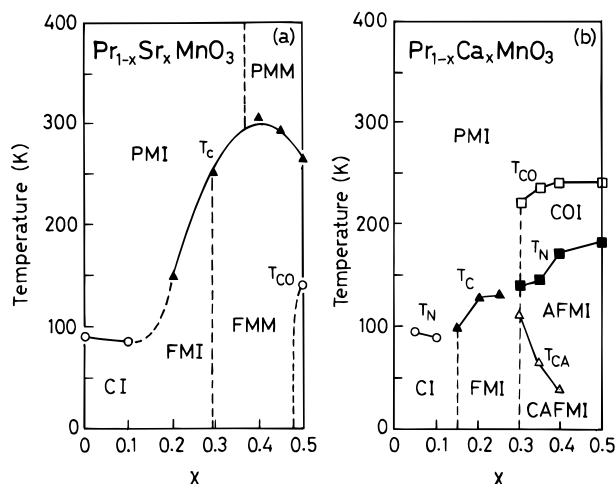 Pr1-xSrxMnO3 (a)
PMM
PMI
TC
TCO
FMM
FMI
CI
400
300
250
200
100
0
0 0.1 0.2 0.3 0.4 0.5
X
Temperature (K)
Pr1-xCaxMnO3 (b)
PMI
TCO
COI
TN
TC
TN
AFMI
TCA
CI
FMI
CAFMI
400
300
250
200
100
0
0 0.1 0.2 0.3 0.4 0.5
X
Temperature (K)